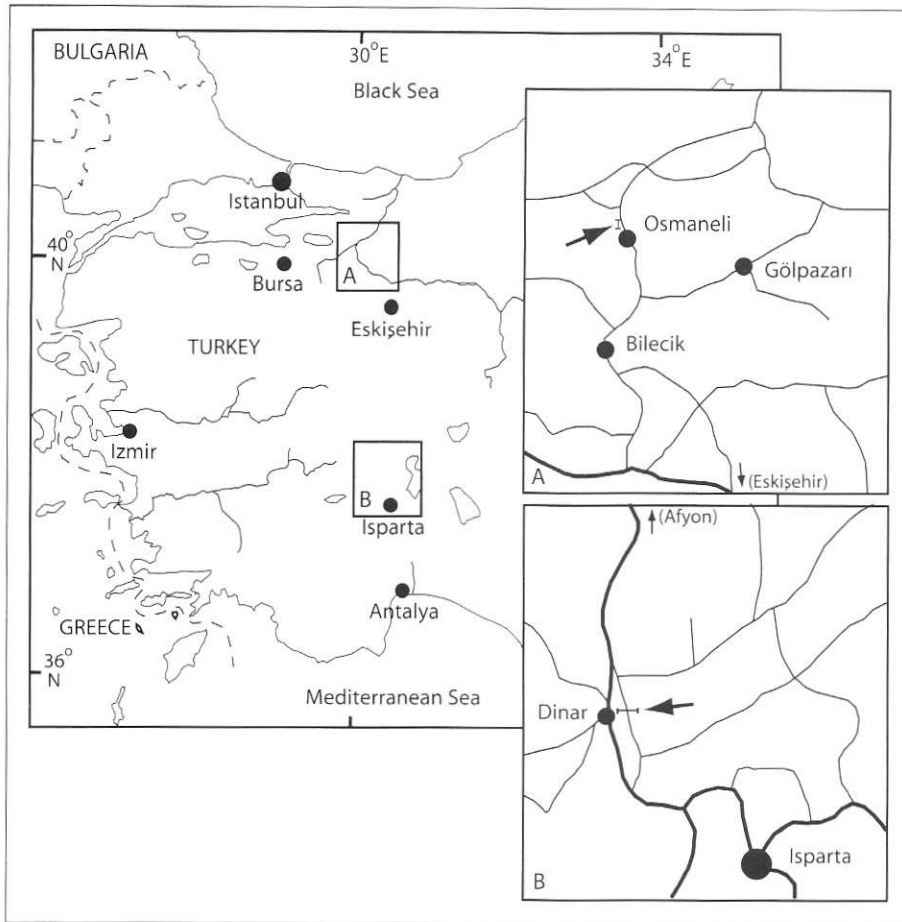 30°E
34°E
BULGARIA
Black Sea
Istanbul
40°
N
A
Bursa
Eskişehir
TURKEY
Izmir
B
Isparta
Antalya
GREECE
36°
N
Mediterranean Sea
Osmaneli
Gölpazarı
Bilecik
A
(Eskişehir)
(Afyon)
Dinar
Isparta
B